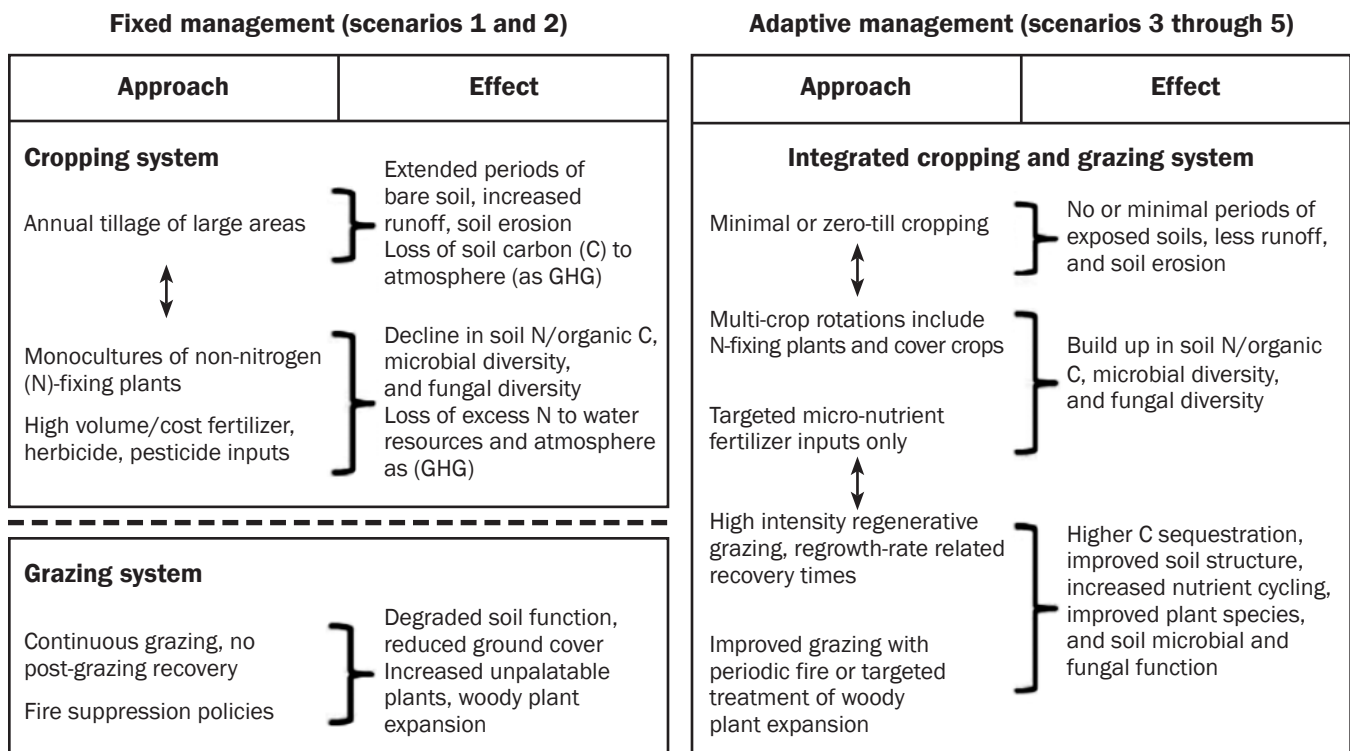 Fixed management (scenarios 1 and 2)
Approach
Effect
Cropping system
Annual tillage of large areas
Extended periods of
bare soil, increased
runoff, soil erosion
Loss of soil carbon (C) to
atmosphere (as GHG)
Monocultures of non-nitrogen
(N)-fixing plants
High volume/cost fertilizer,
herbicide, pesticide inputs
Decline in soil N/organic C,
microbial diversity,
and fungal diversity
Loss of excess N to water
resources and atmosphere
as (GHG)
Grazing system
Continuous grazing, no
post-grazing recovery
Fire suppression policies
Degraded soil function,
reduced ground cover
Increased unpalatable
plants, woody plant
expansion
Adaptive management (scenarios 3 through 5)
Approach
Effect
Integrated cropping and grazing system
Minimal or zero-till cropping
No or minimal periods of
exposed soils, less runoff,
and soil erosion
Multi-crop rotations include
N-fixing plants and cover crops
Targeted micro-nutrient
fertilizer inputs only
Build up in soil N/organic
C, microbial diversity,
and fungal diversity
High intensity regenerative
grazing, regrowth-rate related
recovery times
Improved grazing with
periodic fire or targeted
treatment of woody
plant expansion
Higher C sequestration,
improved soil structure,
increased nutrient cycling,
improved plant species,
and soil microbial and
fungal function